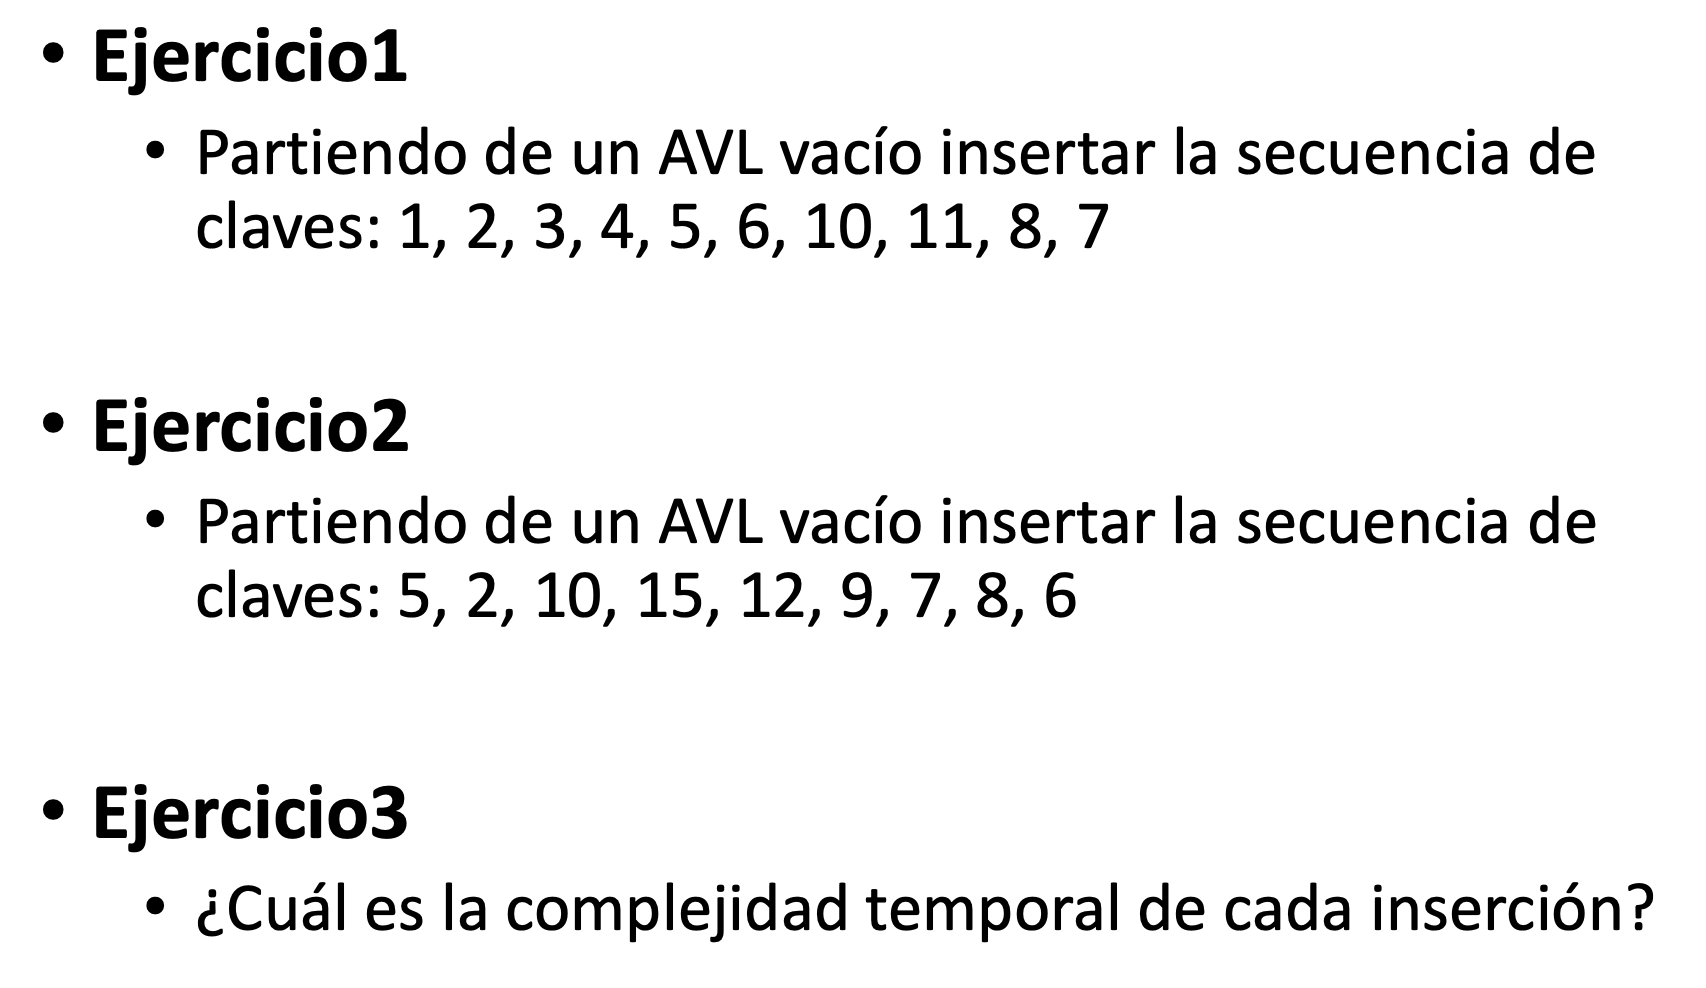 • Ejercicio1
• Partiendo de un AVL vacío insertar la secuencia de
claves: 1, 2, 3, 4, 5, 6, 10, 11, 8, 7
• Ejercicio2
• Partiendo de un AVL vacío insertar la secuencia de
claves: 5, 2, 10, 15, 12, 9, 7, 8, 6
• Ejercicio3
• ¿Cuál es la complejidad temporal de cada inserción?